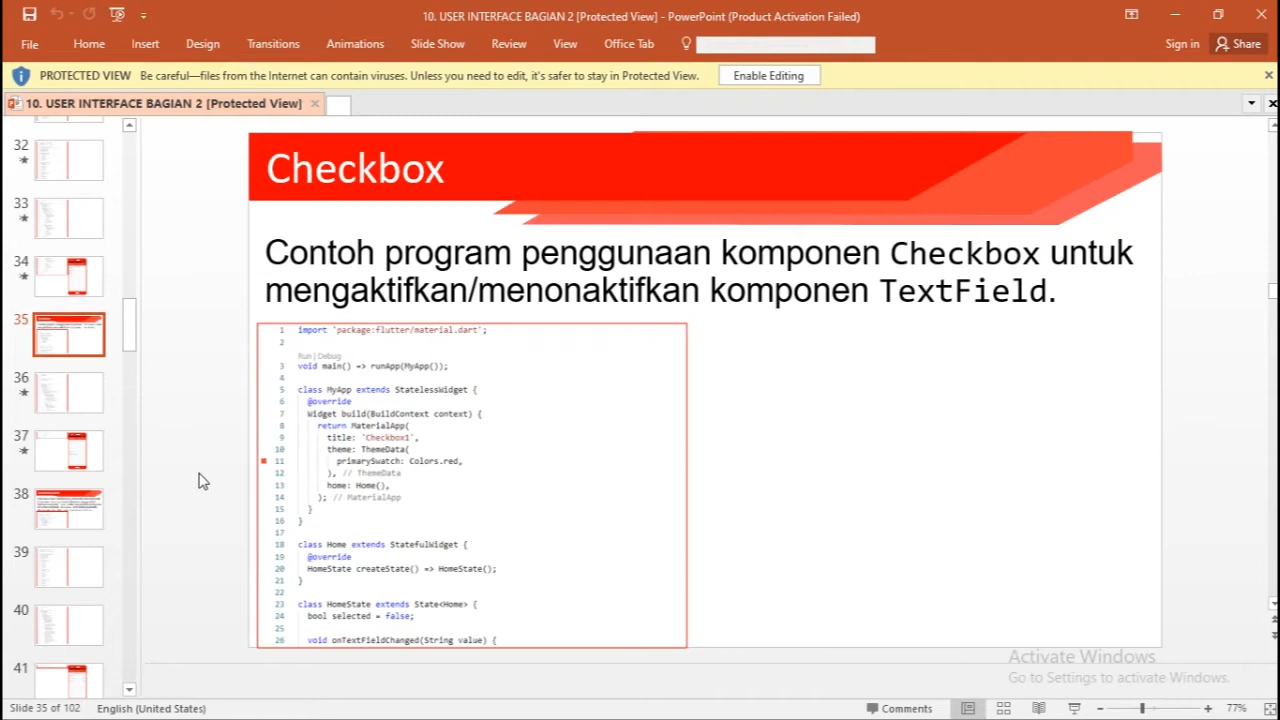 10. USER INTERFACE BAGIAN 2 [Protected View] - PowerPoint (Product Activation Failed)
File Home Insert Design Transitions Animations Slide Show Review View Office Tab Sign in Share
PROTECTED VIEW Be careful—files from the Internet can contain viruses. Unless you need to edit, it's safer to stay in Protected View. Enable Editing
10. USER INTERFACE BAGIAN 2 [Protected View]
32
33
34
35
36
37
38
39
40
41
Checkbox
Contoh program penggunaan komponen Checkbox untuk
mengaktifkan/menonaktifkan komponen TextField.
1 import 'package:flutter/material.dart';
2
Run | Debug
3 void main() => runApp(MyApp());
4
5 class MyApp extends StatelessWidget {
6 @override
7 Widget build(BuildContext context) {
8 return MaterialApp(
9 title: 'Checkbox1',
10 theme: ThemeData(
11 primarySwatch: Colors.red,
12 ), // ThemeData
13 home: Home(),
14 ); // MaterialApp
15 }
16 }
17
18 class Home extends StatefulWidget {
19 @override
20 HomeState createState() => HomeState();
21 }
22
23 class HomeState extends State<Home> {
24 bool selected = false;
25
26 void onTextFieldChanged(String value) {
Activate Windows
Go to Settings to activate Windows.
Slide 35 of 102 English (United States) Comments 77%